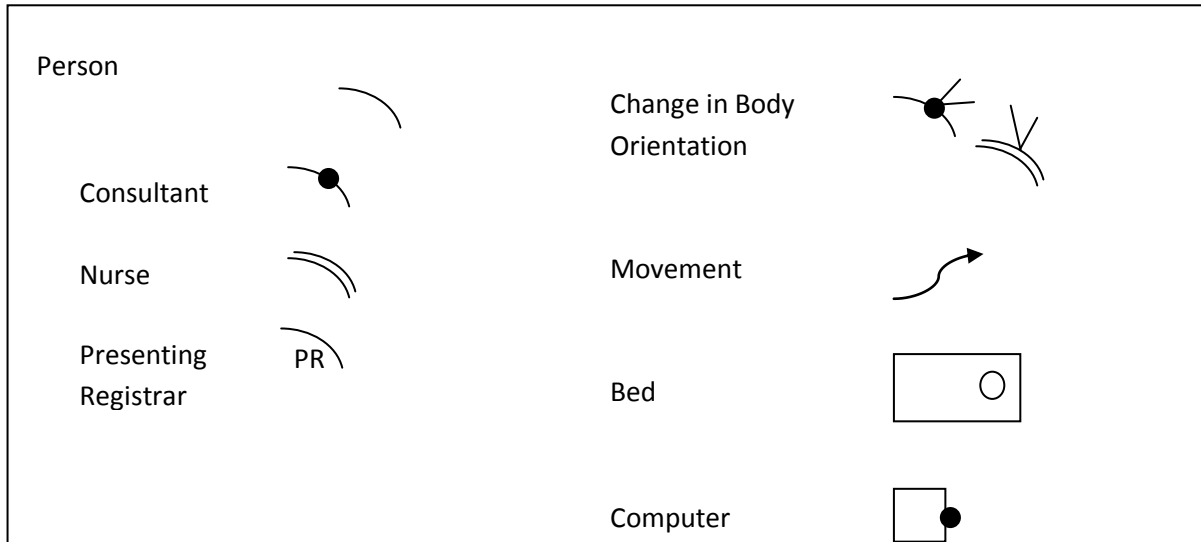 Person
Consultant
Nurse
Presenting
Registrar
PR
Change in Body
Orientation
Movement
Bed
Computer